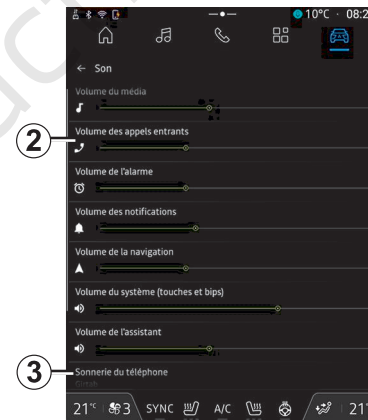 10°C · 08:2
← Son
Volume du média
Volume des appels entrants
2
Volume de l'alarme
Volume des notifications
Volume de la navigation
Volume du système (touches et bips)
Volume de l'assistant
3
Sonnerie du téléphone
21°C 3 SYNC A/C 21°